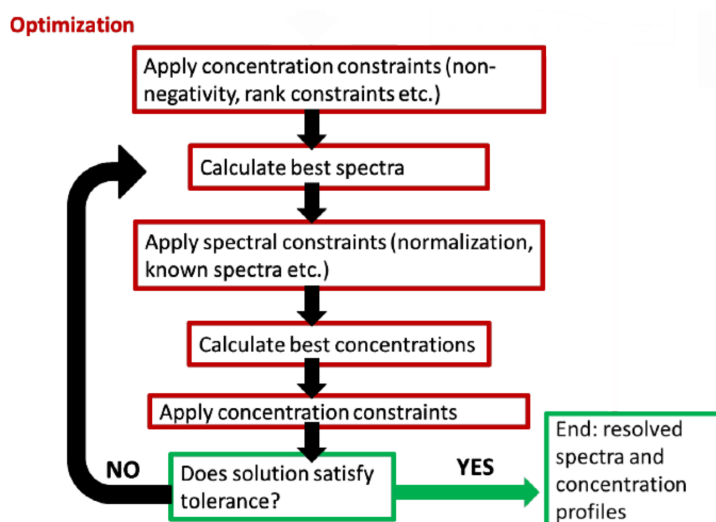 Optimization
Apply concentration constraints (non-
negativity, rank constraints etc.)
Calculate best spectra
Apply spectral constraints (normalization,
known spectra etc.)
Calculate best concentrations
Apply concentration constraints
Does solution satisfy
tolerance?
NO
YES
End: resolved
spectra and
concentration
profiles